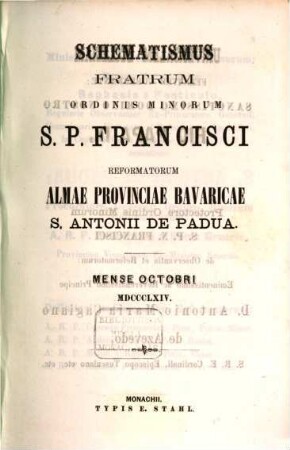 SCHEMATISMUS
FRATRUM
ORDINIS MINORUM
S. P. FRANCISCI
REFORMATORUM
ALMAE PROVINCIAE BAVARICAE
S. ANTONII DE PADUA.
MENSE OCTOBRI
MDCCCLXIV.
MONACHII.
TYPIS E. STAHL.